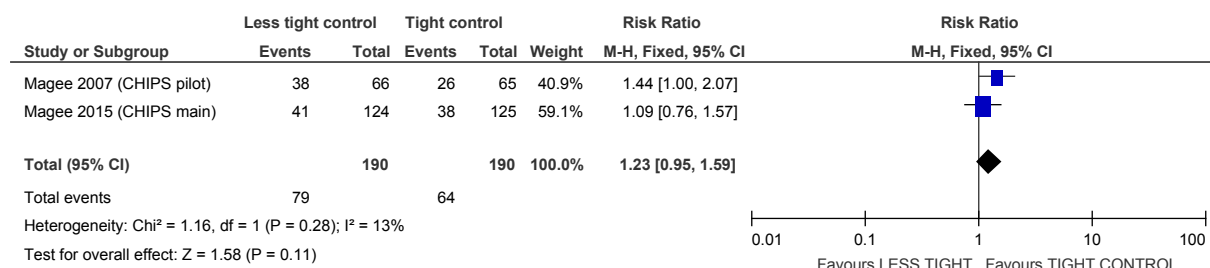 Less tight control Tight control Risk Ratio Risk Ratio
Study or Subgroup Events Total Events Total Weight M-H, Fixed, 95% CI M-H, Fixed, 95% CI
Magee 2007 (CHIPS pilot) 38 66 26 65 40.9% 1.44 [1.00, 2.07]
Magee 2015 (CHIPS main) 41 124 38 125 59.1% 1.09 [0.76, 1.57]
Total (95% CI) 190 190 100.0% 1.23 [0.95, 1.59]
Total events 79 64
Heterogeneity: Chi² = 1.16, df = 1 (P = 0.28); I² = 13%
Test for overall effect: Z = 1.58 (P = 0.11)
0.01 0.1 1 10 100
Favours LESS TIGHT Favours TIGHT CONTROL